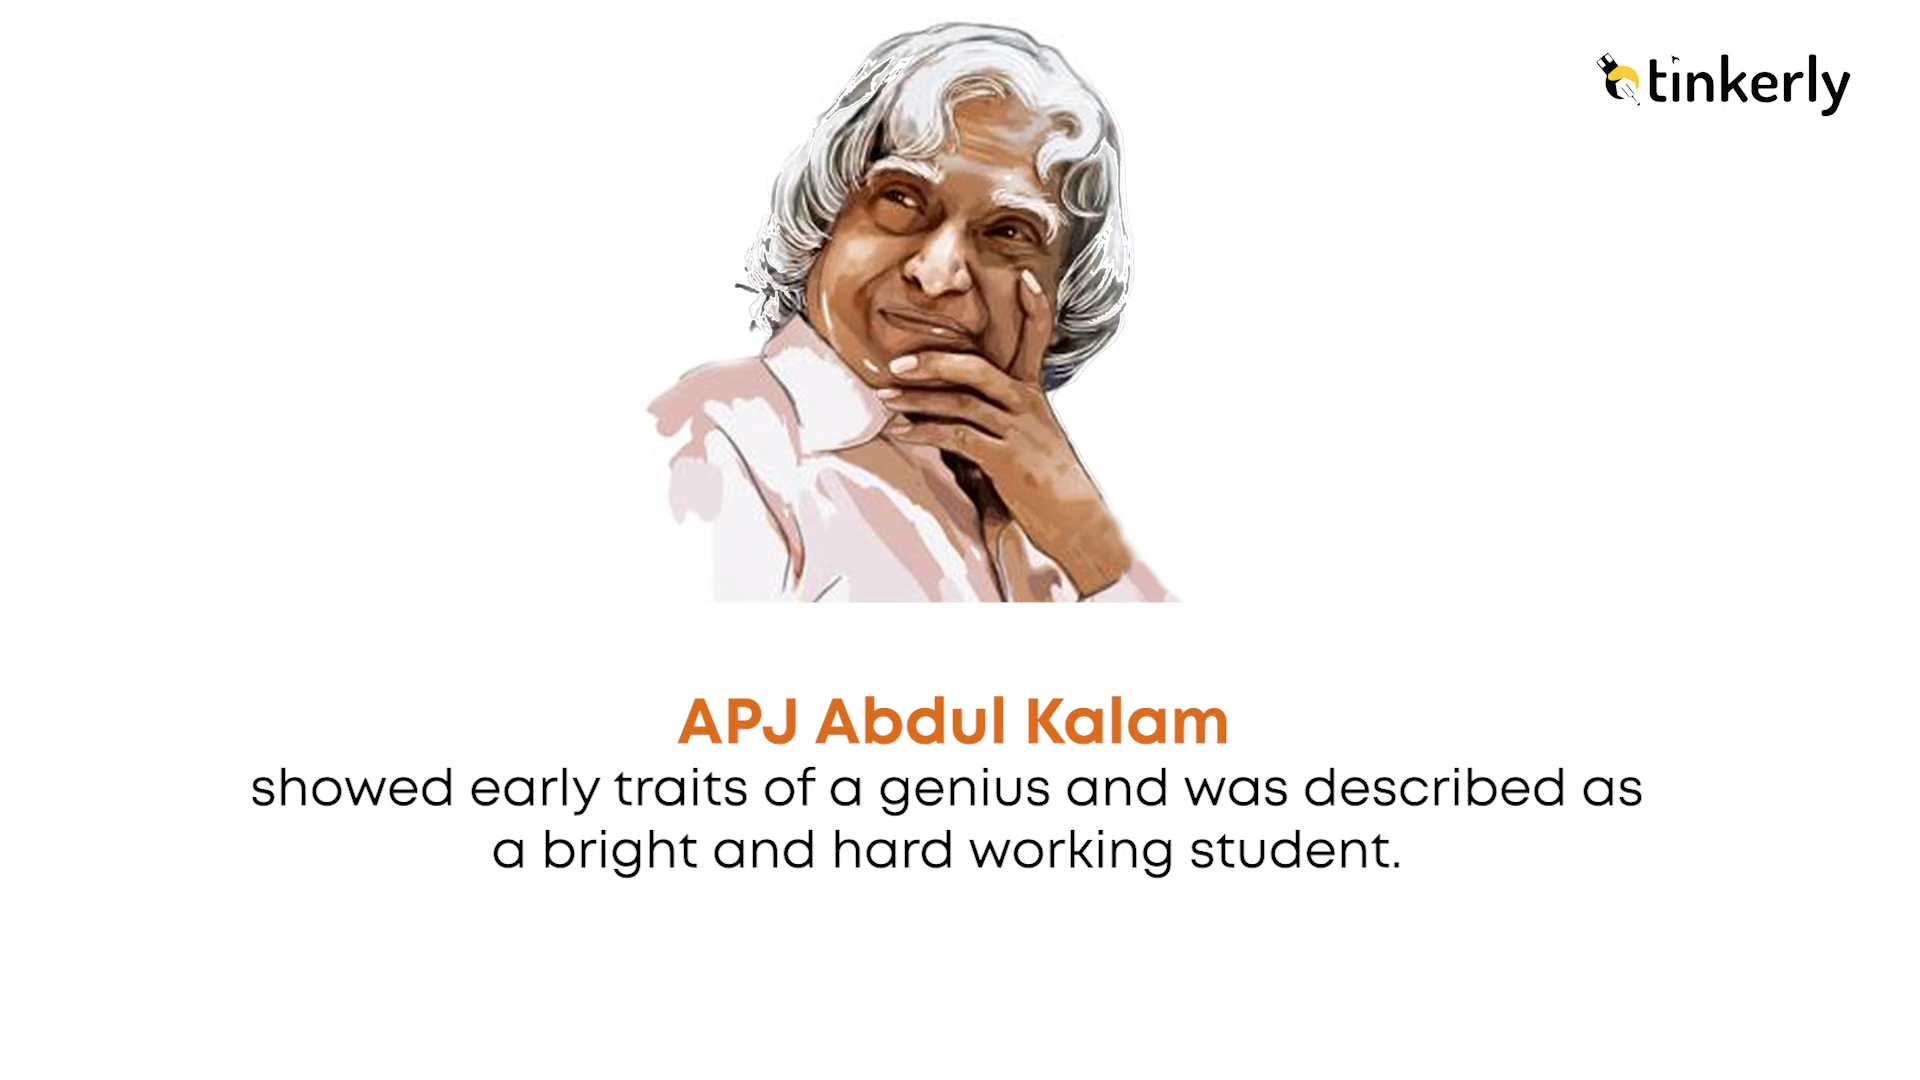 tinkerly
APJ Abdul Kalam
showed early traits of a genius and was described as
a bright and hard working student.